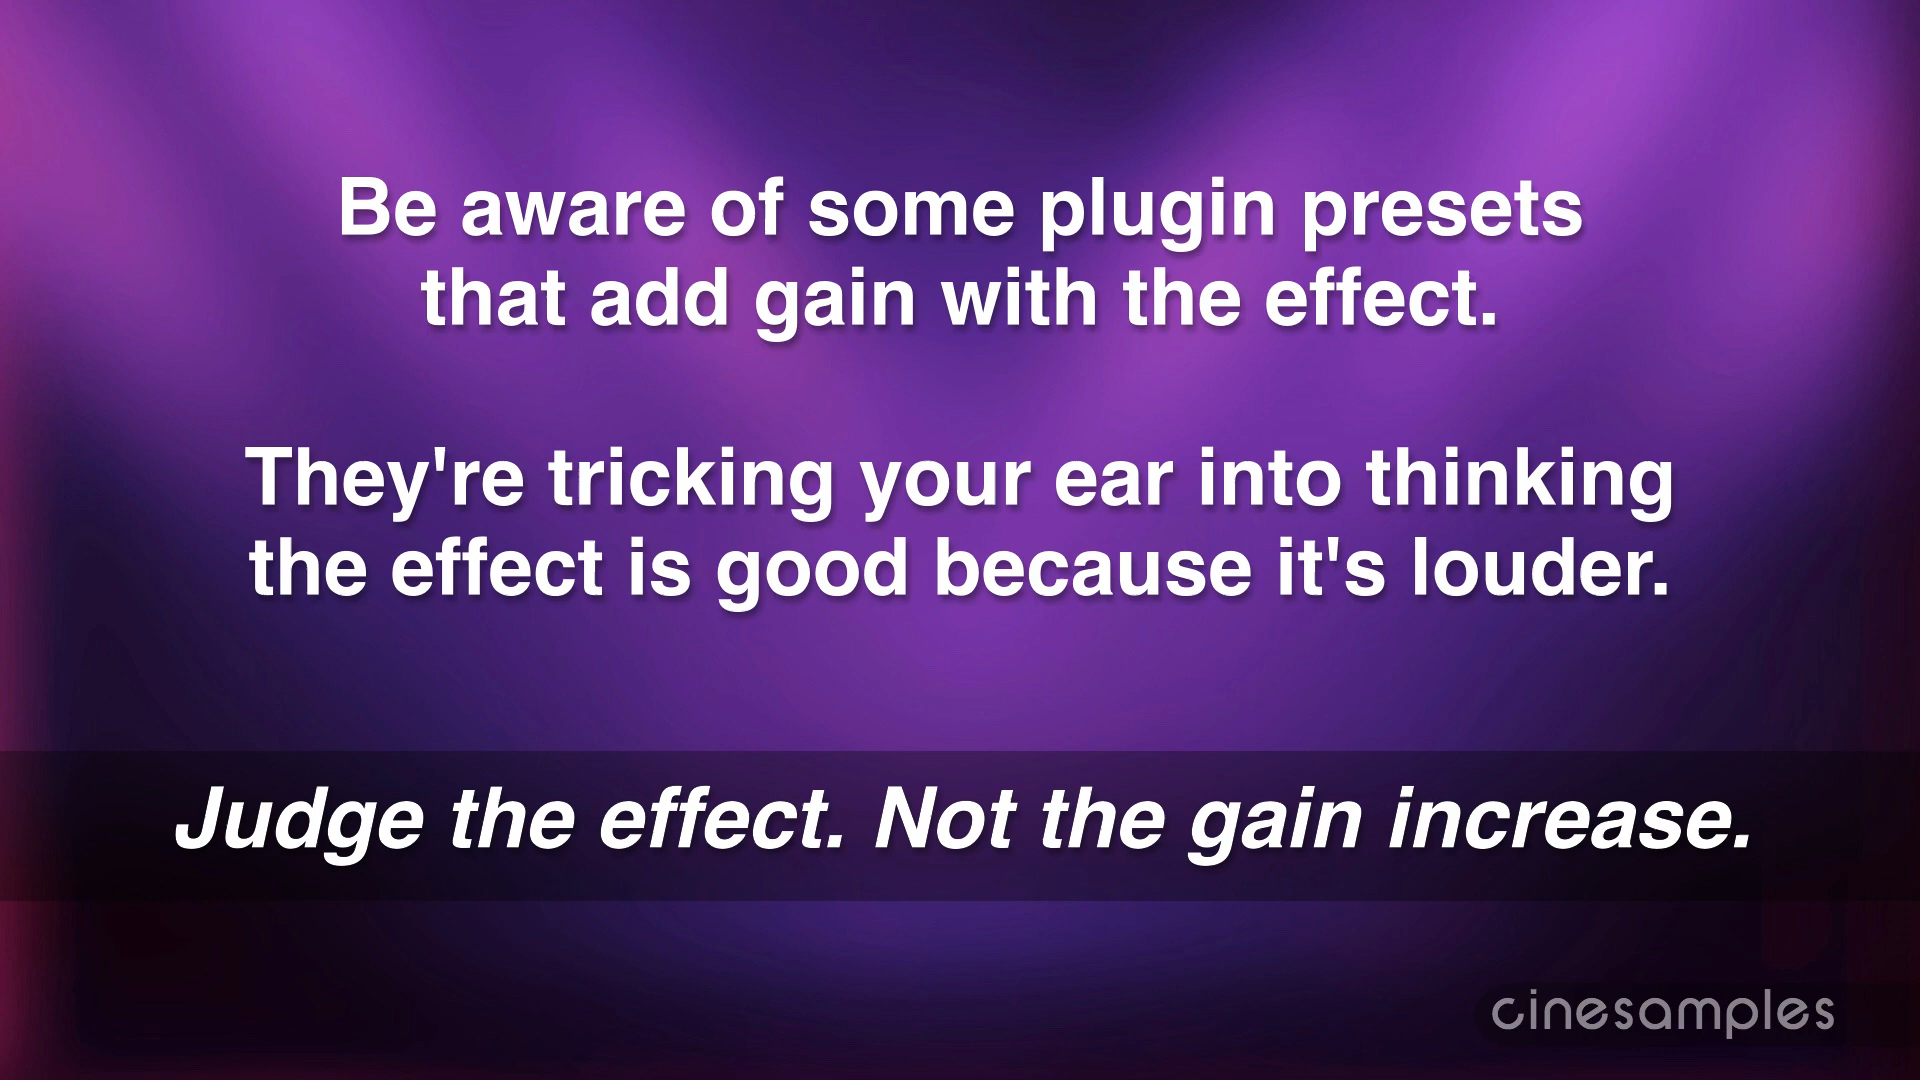 Be aware of some plugin presets
that add gain with the effect.
They're tricking your ear into thinking
the effect is good because it's louder.
Judge the effect. Not the gain increase.
cinesamples